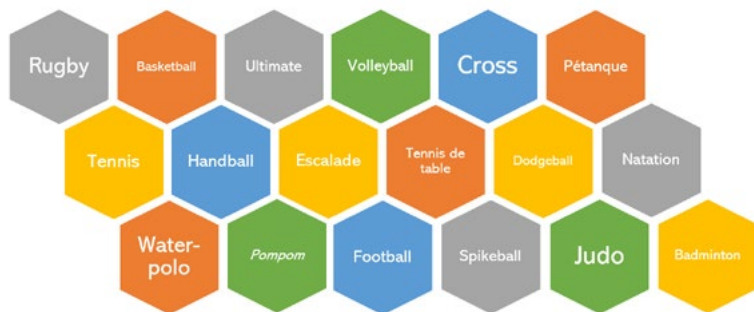 Rugby
Basketball
Ultimate
Volleyball
Cross
Pétanque
Tennis
Handball
Escalade
Tennis de
table
Dodgeball
Natation
Water-
polo
Pompom
Football
Spikeball
Judo
Badminton